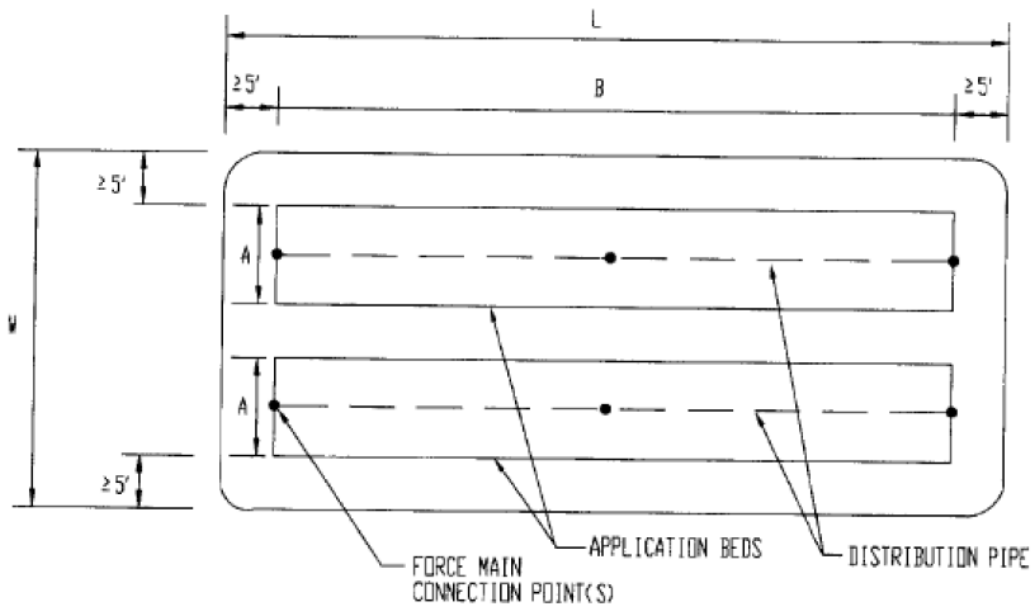 L
≥5'
B
≥5'
≥5'
A
W
A
≥5'
APPLICATION BEDS
DISTRIBUTION PIPE
FORCE MAIN
CONNECTION POINT(S)